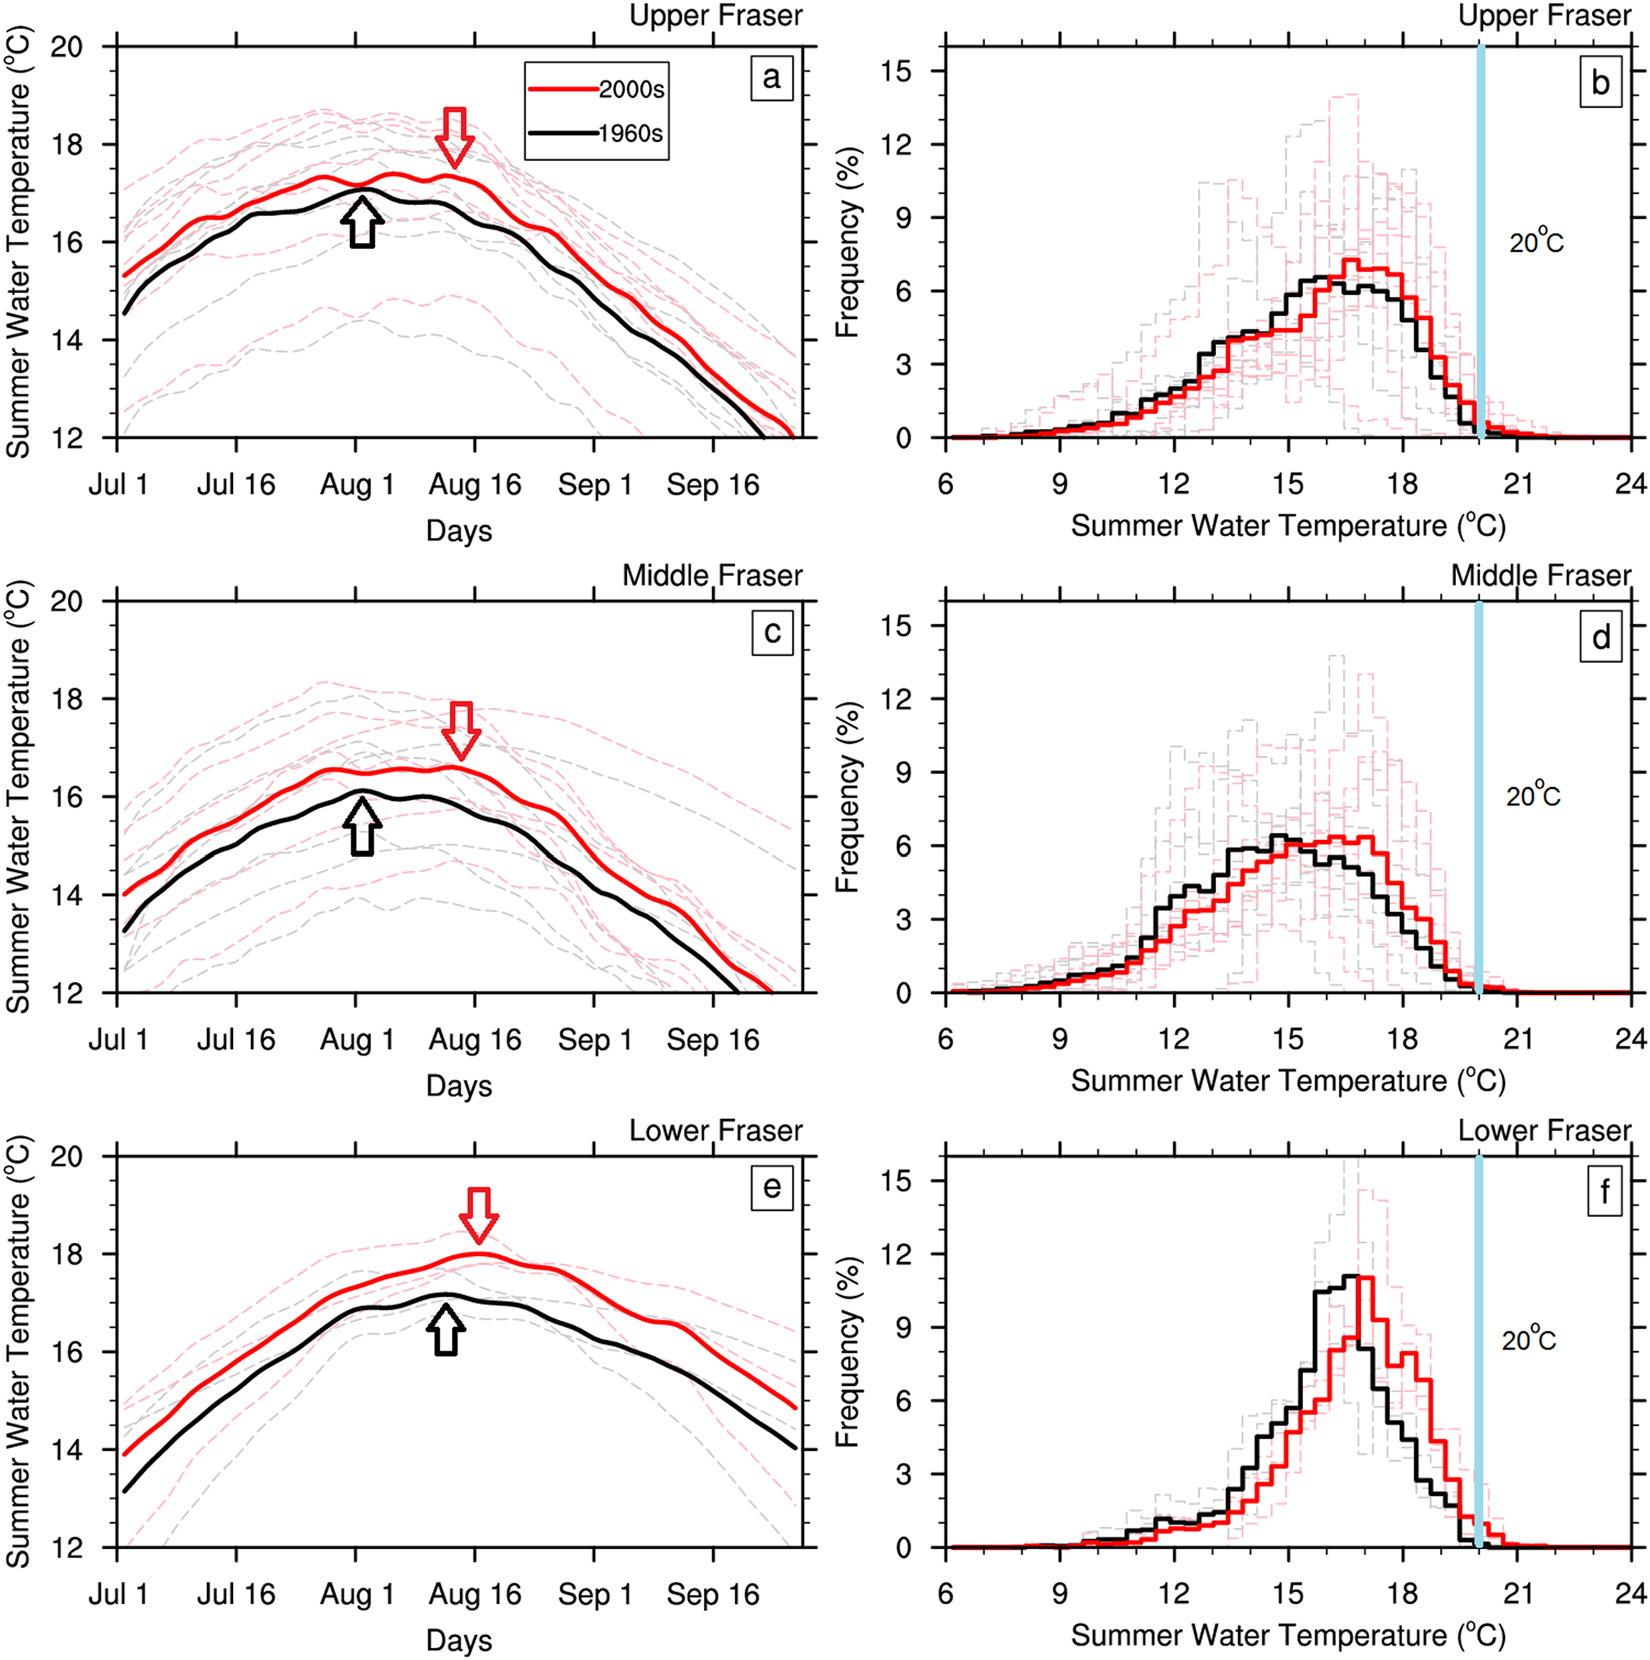 Upper Fraser
Summer Water Temperature (°C)
20
18
16
14
12
a
2000s
1960s
Jul 1 Jul 16 Aug 1 Aug 16 Sep 1 Sep 16
Days
Upper Fraser
Frequency (%)
15
12
9
6
3
0
b
20°C
6 9 12 15 18 21 24
Summer Water Temperature (°C)
Middle Fraser
Summer Water Temperature (°C)
20
18
16
14
12
c
Jul 1 Jul 16 Aug 1 Aug 16 Sep 1 Sep 16
Days
Middle Fraser
Frequency (%)
15
12
9
6
3
0
d
20°C
6 9 12 15 18 21 24
Summer Water Temperature (°C)
Lower Fraser
Summer Water Temperature (°C)
20
18
16
14
12
e
Jul 1 Jul 16 Aug 1 Aug 16 Sep 1 Sep 16
Days
Lower Fraser
Frequency (%)
15
12
9
6
3
0
f
20°C
6 9 12 15 18 21 24
Summer Water Temperature (°C)